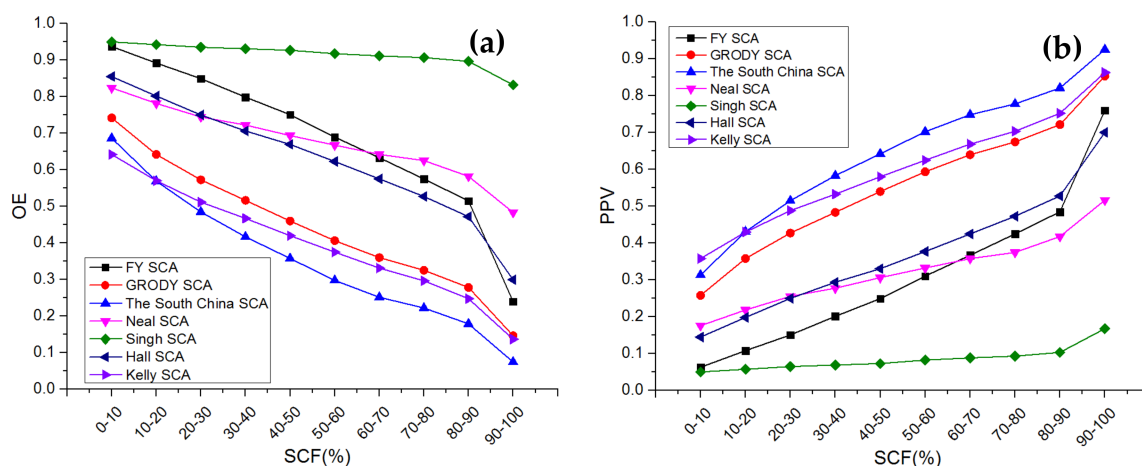 (a)
1.0
0.9
0.8
0.7
0.6
0.5
0.4
0.3
0.2
0.1
0.0
OE
FY SCA
GRODY SCA
The South China SCA
Neal SCA
Singh SCA
Hall SCA
Kelly SCA
0-10
10-20
20-30
30-40
40-50
50-60
60-70
70-80
80-90
90-100
SCF(%)
(b)
1.0
0.9
0.8
0.7
0.6
0.5
0.4
0.3
0.2
0.1
0.0
PPV
FY SCA
GRODY SCA
The South China SCA
Neal SCA
Singh SCA
Hall SCA
Kelly SCA
0-10
10-20
20-30
30-40
40-50
50-60
60-70
70-80
80-90
90-100
SCF(%)